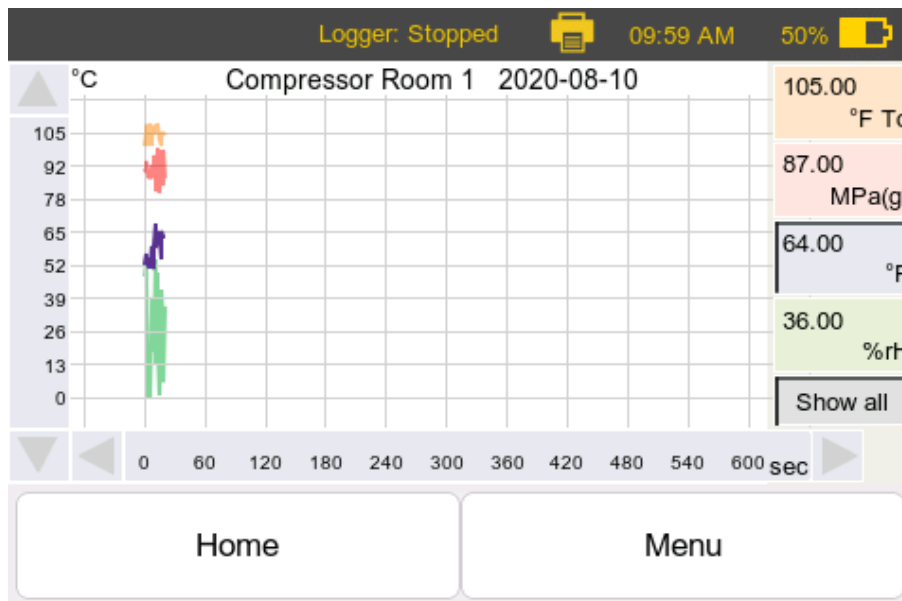 Logger: Stopped 09:59 AM 50%
°C Compressor Room 1 2020-08-10
105
92
78
65
52
39
26
13
0
105.00
°F
87.00
MPa(g
64.00
36.00
Show all
0 60 120 180 240 300 360 420 480 540 600 sec
Home Menu